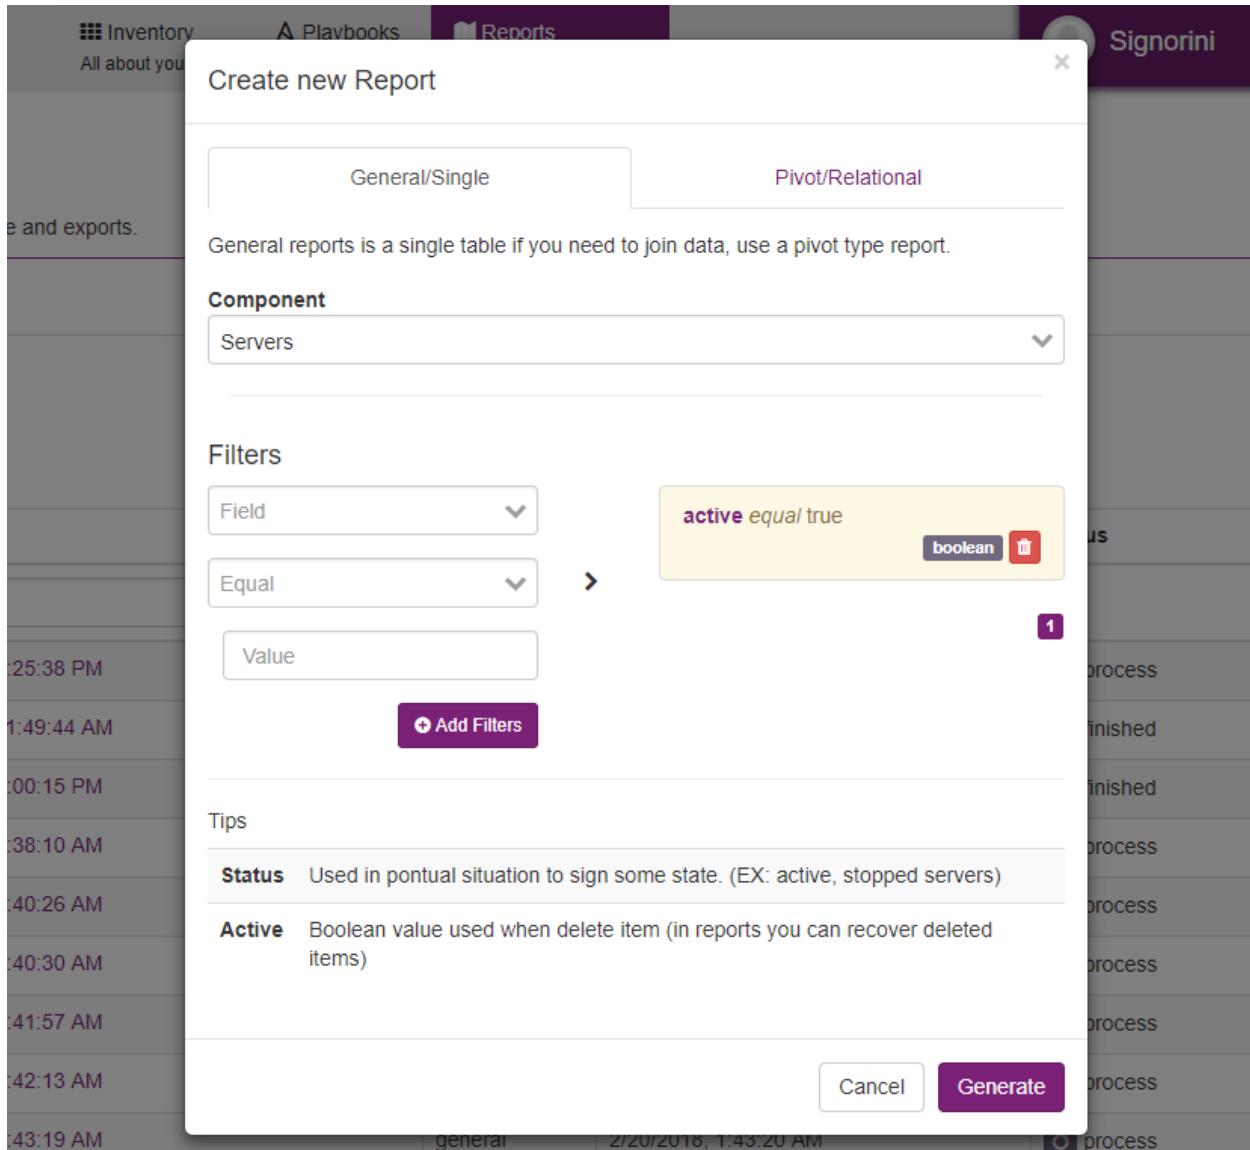 Inventory
Playbooks
Reports
Signorini
All about you
Create new Report
×
General/Single
Pivot/Relational
e and exports.
General reports is a single table if you need to join data, use a pivot type report.
Component
Servers
Filters
Field
active equal true
boolean
us
Equal
1
Value
:25:38 PM
process
Add Filters
1:49:44 AM
finished
:00:15 PM
finished
Tips
:38:10 AM
process
Status Used in pontual situation to sign some state. (EX: active, stopped servers)
:40:26 AM
process
Active Boolean value used when delete item (in reports you can recover deleted
items)
:40:30 AM
process
:41:57 AM
process
:42:13 AM
Cancel
Generate
process
:43:19 AM
general
2/20/2018, 1:43:20 AM
process